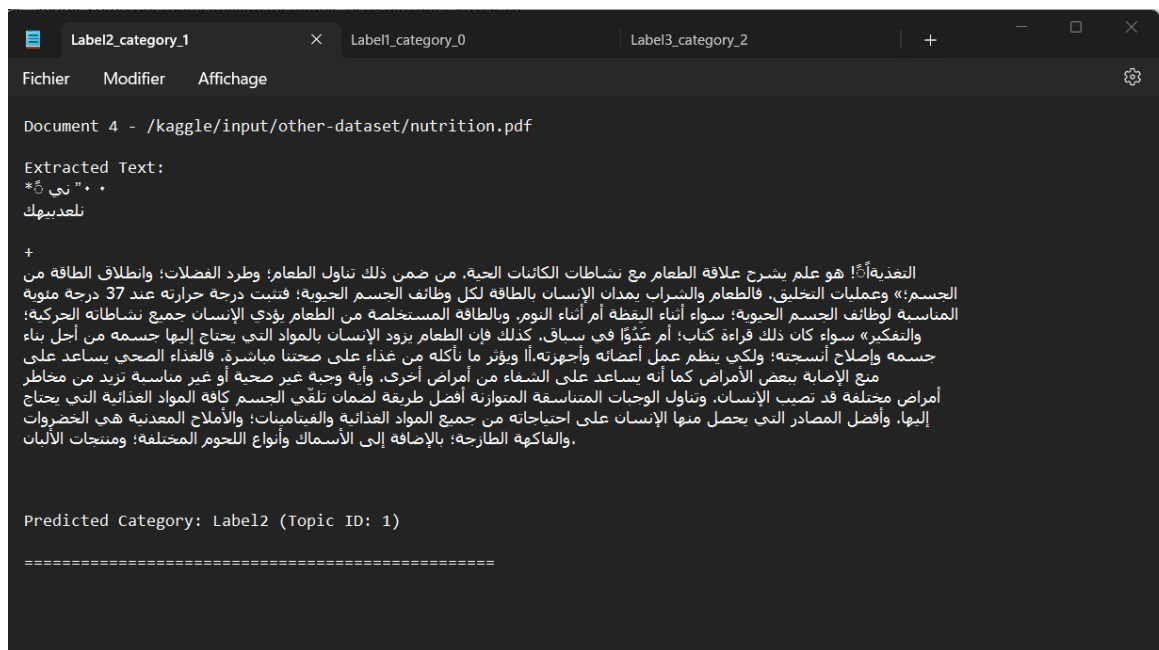 Label2_category_1
Label1_category_0
Label3_category_2
Fichier Modifier Affichage
Document 4 - /kaggle/input/other-dataset/nutrition.pdf
Extracted Text:
نلعدبيهك
+
التغذيةاًً! هو علم يشرح علاقة الطعام مع نشاطات الكائنات الحية. من ضمن ذلك تناول الطعام؛ وطرد الفضلات؛ وانطلاق الطاقة من
الجسم؛» وعمليات التخليق. فالطعام والشراب يمدان الإنسان بالطاقة لكل وظائف الجسم الحيوية؛ فتثبت درجة حرارته عند 37 درجة مئوية
المناسبة لوظائف الجسم الحيوية؛ سواء أثناء اليقظة أم أثناء النوم. وبالطاقة المستخلصة من الطعام يؤدي الإنسان جميع نشاطاته الحركية؛
والتفكير» سواء كان ذلك قراءة كتاب؛ أم عَدُوًا في سباق. كذلك فإن الطعام يزود الإنسان بالمواد التي يحتاج إليها جسمه من أجل بناء
جسمه وإصلاح أنسجته؛ ولكي ينظم عمل أعضائه وأجهزته.أا ويؤثر ما نأكله من غذاء على صحتنا مباشرة. فالغذاء الصحي يساعد على
منع الإصابة ببعض الأمراض كما أنه يساعد على الشفاء من أمراض أخرى. وأية وجبة غير صحية أو غير مناسبة تزيد من مخاطر
أمراض مختلفة قد تصيب الإنسان. وتناول الوجبات المتناسقة المتوازنة أفضل طريقة لضمان تلقّي الجسم كافة المواد الغذائية التي يحتاج
إليها. وأفضل المصادر التي يحصل منها الإنسان على احتياجاته من جميع المواد الغذائية والفيتامينات؛ والأملاح المعدنية هي الخضروات
والفاكهة الطازجة؛ بالإضافة إلى الأسماك وأنواع اللحوم المختلفة؛ ومنتجات الألبان.
Predicted Category: Label2 (Topic ID: 1)
==================================================